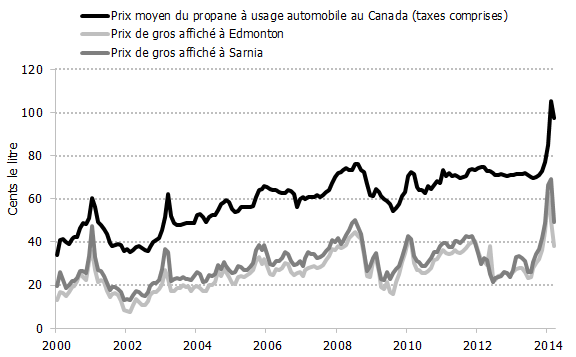 Prix moyen du propane à usage automobile au Canada (taxes comprises)
Prix de gros affiché à Edmonton
Prix de gros affiché à Sarnia
Cents le litre
120
100
80
60
40
20
0
2000 2002 2004 2006 2008 2010 2012 2014